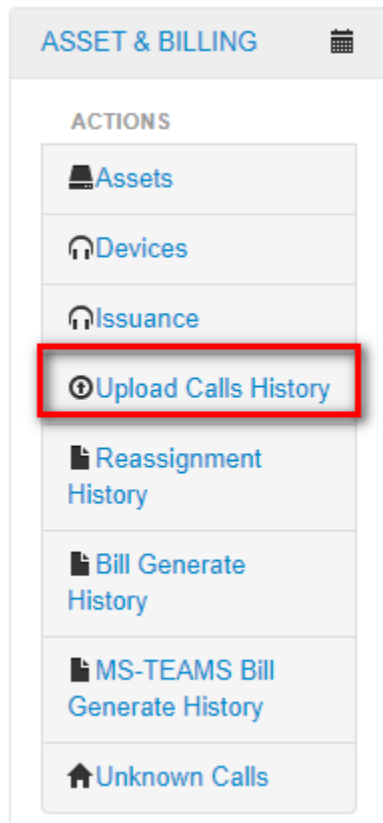 ASSET & BILLING
ACTIONS
Assets
Devices
Issuance
Upload Calls History
Reassignment
History
Bill Generate
History
MS-TEAMS Bill
Generate History
Unknown Calls